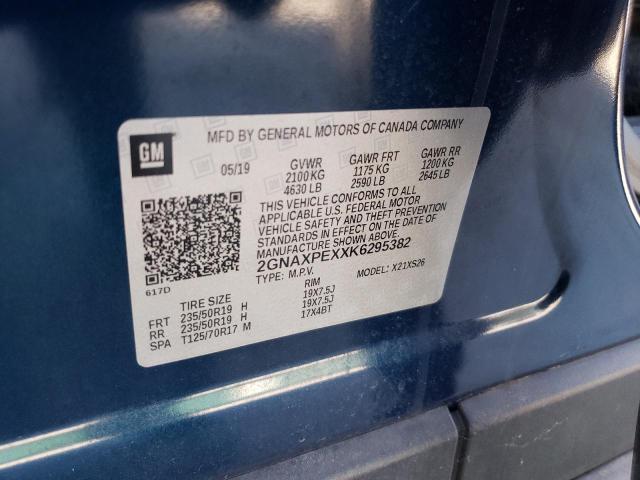 GM
MFD BY GENERAL MOTORS OF CANADA COMPANY
05/19 GVWR GAWR FRT GAWR RR
2100 KG 1175 KG 1200 KG
4630 LB 2590 LB 2645 LB
THIS VEHICLE CONFORMS TO ALL
APPLICABLE U.S. FEDERAL MOTOR
VEHICLE SAFETY AND THEFT PREVENTION
STANDARDS IN EFFECT ON THE DATE OF
MANUFACTURE SHOWN ABOVE.
2GNAXPEXXK6295382
617D TYPE: M.P.V. MODEL: X21XS26
TIRE SIZE RIM
FRT 235/50R19 H 19X7.5J
RR 235/50R19 H 19X7.5J
SPA T125/70R17 M 17X4BT